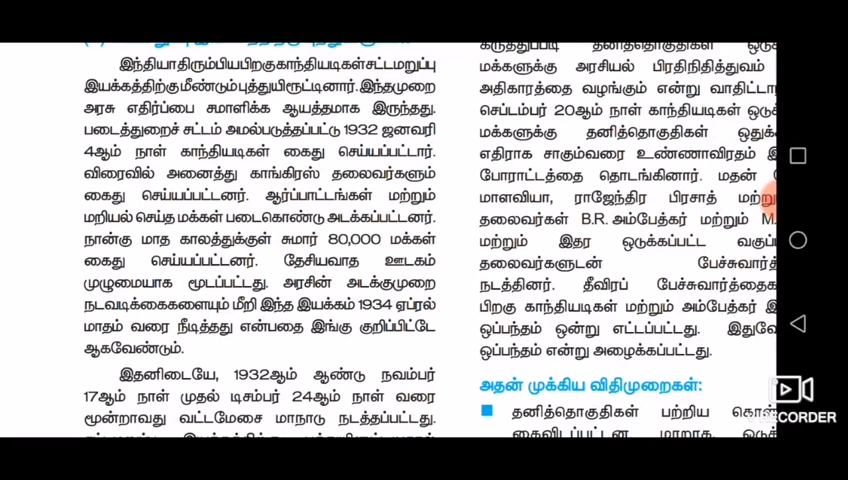 இந்தியாதிரும்பியபிறகுகாந்தியடிகள்சட்டமறுப்பு
இயக்கத்திற்குமீண்டும்புத்துயிரூட்டினார்.இந்தமுறை
அரசு எதிர்ப்பை சமாளிக்க ஆயத்தமாக இருந்தது.
படைத்துறைச் சட்டம் அமல்படுத்தப்பட்டு 1932 ஜனவரி
4ஆம் நாள் காந்தியடிகள் கைது செய்யப்பட்டார்.
விரைவில் அனைத்து காங்கிரஸ் தலைவர்களும்
கைது செய்யப்பட்டனர். ஆர்ப்பாட்டங்கள் மற்றும்
மறியல் செய்த மக்கள் படைகொண்டு அடக்கப்பட்டனர்.
நான்கு மாத காலத்துக்குள் சுமார் 80,000 மக்கள்
கைது செய்யப்பட்டனர். தேசியவாத ஊடகம்
முழுமையாக மூடப்பட்டது. அரசின் அடக்குமுறை
நடவடிக்கைகளையும் மீறி இந்த இயக்கம் 1934 ஏப்ரல்
மாதம் வரை நீடித்தது என்பதை இங்கு குறிப்பிட்டே
ஆகவேண்டும்.
இதனிடையே, 1932ஆம் ஆண்டு நவம்பர்
17ஆம் நாள் முதல் டிசம்பர் 24ஆம் நாள் வரை
மூன்றாவது வட்டமேசை மாநாடு நடத்தப்பட்டது.
கருத்துப்படி தனித்தொகுதிகள்
மக்களுக்கு அரசியல் பிரதிநிதித்துவம்
அதிகாரத்தை வழங்கும் என்று
செப்டம்பர் 20ஆம் நாள் காந்தியடிகள்
மக்களுக்கு தனித்தொகுதிகள்
எதிராக சாகும்வரை உண்ணாவிரதம்
போராட்டத்தை தொடங்கினார். மதன்
மாளவியா, ராஜேந்திர பிரசாத்
தலைவர்கள் B.R. அம்பேத்கர் மற்றும்
மற்றும் இதர ஒடுக்கப்பட்ட
தலைவர்களுடன்
நடத்தினர். தீவிரப்
பிறகு காந்தியடிகள் மற்றும் அம்பேத்கர்
ஒப்பந்தம் ஒன்று எட்டப்பட்டது.
ஒப்பந்தம் என்று அழைக்கப்பட்டது.
அதன் முக்கிய விதிமுறைகள்:
தனித்தொகுதிகள் பற்றிய
கைவிடப்பட்டன மாறாக,